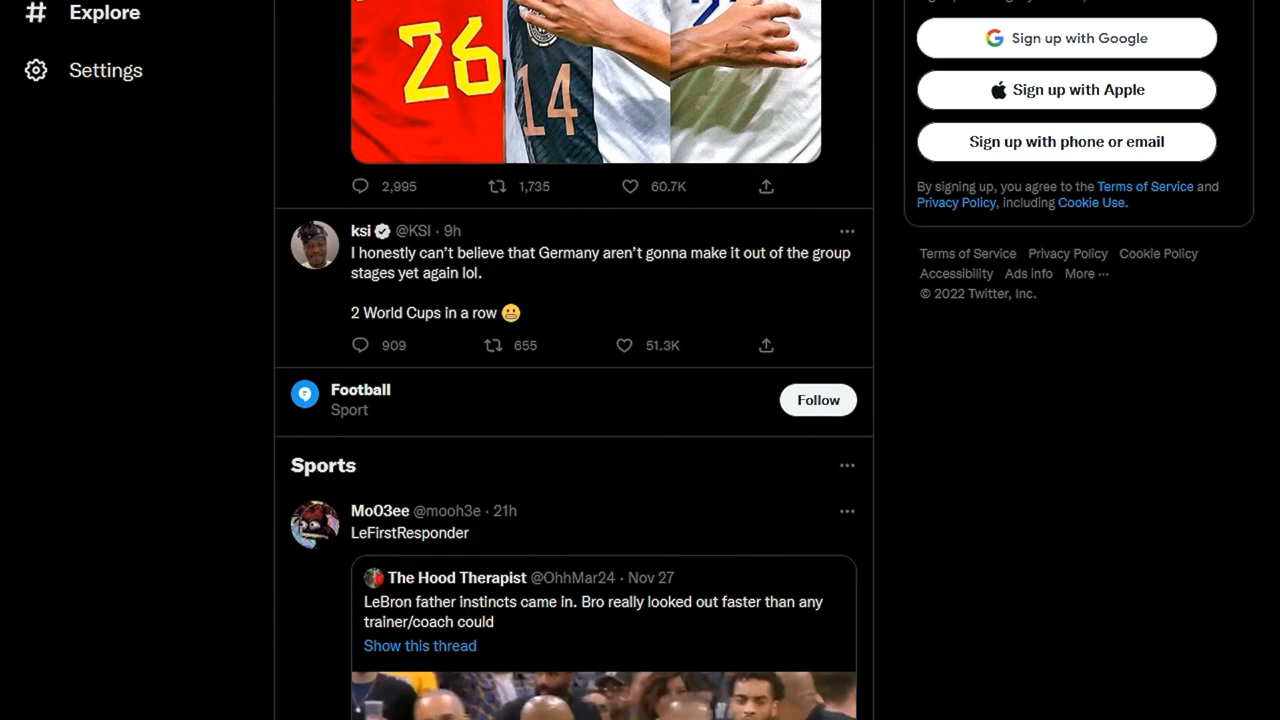 Explore
Settings
26
14
2,995
1,735
60.7K
ksi @KSI · 9h
I honestly can’t believe that Germany aren’t gonna make it out of the group
stages yet again lol.
2 World Cups in a row 😬
909
655
51.3K
Football
Sport
Follow
Sports
Mo03ee @mooh3e · 21h
LeFirstResponder
The Hood Therapist @OhhMar24 · Nov 27
LeBron father instincts came in. Bro really looked out faster than any
trainer/coach could
Show this thread
Sign up with Google
Sign up with Apple
Sign up with phone or email
By signing up, you agree to the Terms of Service and
Privacy Policy, including Cookie Use.
Terms of Service Privacy Policy Cookie Policy
Accessibility Ads info More ···
© 2022 Twitter, Inc.